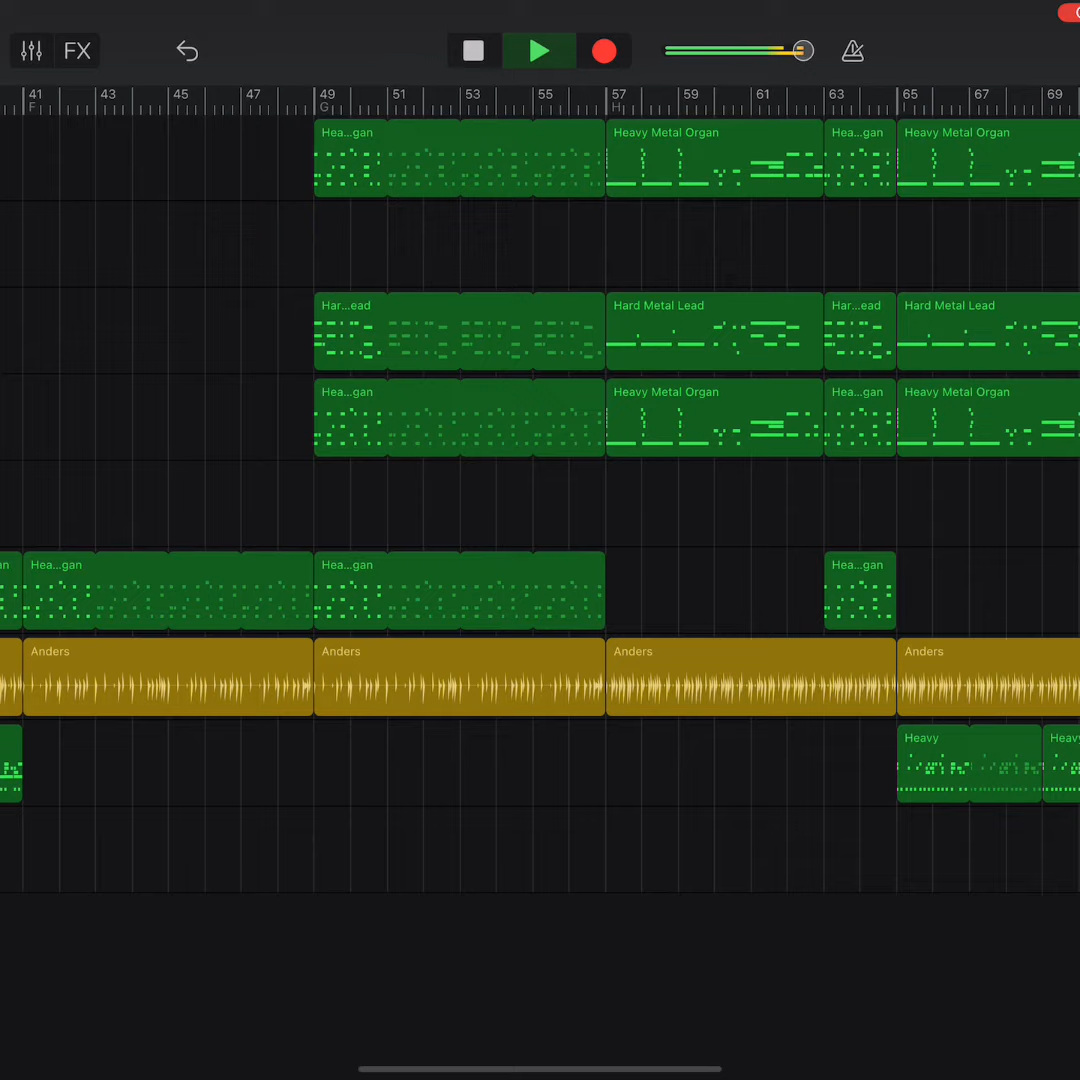 FX
41 43 45 47 49 51 53 55 57 59 61 63 65 67 69
F G H I
Hea...gan Heavy Metal Organ Hea...gan Heavy Metal Organ
Har...ead Hard Metal Lead Har...ead Hard Metal Lead
Hea...gan Heavy Metal Organ Hea...gan Heavy Metal Organ
an Hea...gan Hea...gan Hea...gan
Anders Anders Anders Anders
Heavy Heavy